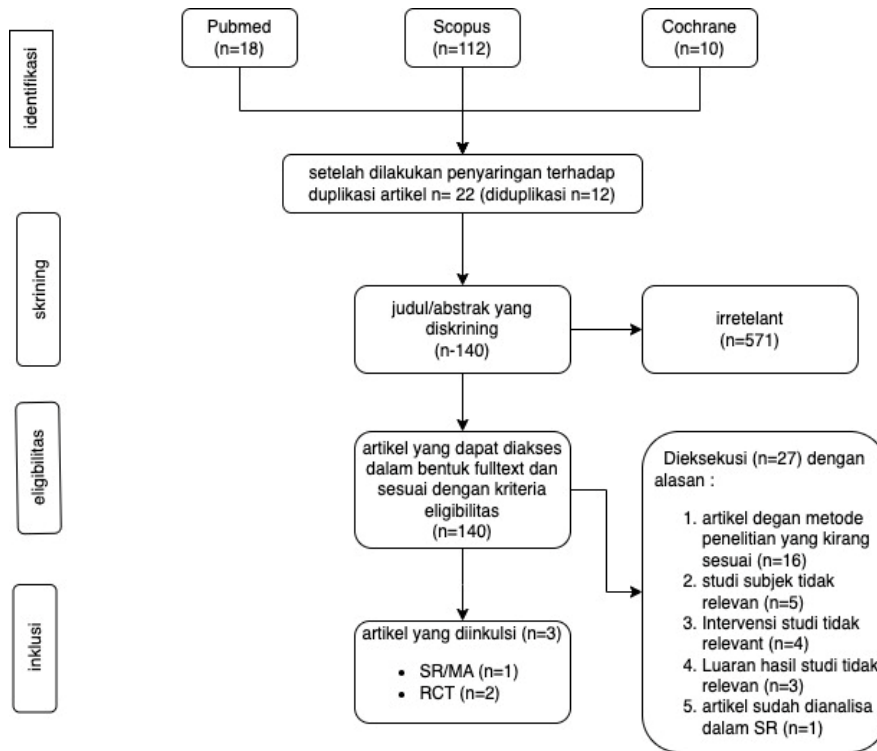 identifikasi
Pubmed
(n=18)
Scopus
(n=112)
Cochrane
(n=10)
setelah dilakukan penyaringan terhadap
duplikasi artikel n= 22 (diduplikasi n=12)
skrining
judul/abstrak yang
diskrining
(n-140)
irretelant
(n=571)
eligibilitas
artikel yang dapat diakses
dalam bentuk fulltext dan
sesuai dengan kriteria
eligibilitas
(n=140)
Dieksekusi (n=27) dengan
alasan :
1. artikel degan metode
penelitian yang kirang
sesuai (n=16)
2. studi subjek tidak
relevan (n=5)
3. Intervensi studi tidak
relevant (n=4)
4. Luaran hasil studi tidak
relevan (n=3)
5. artikel sudah dianalisa
dalam SR (n=1)
inklusi
artikel yang diinkulsi (n=3)
• SR/MA (n=1)
• RCT (n=2)